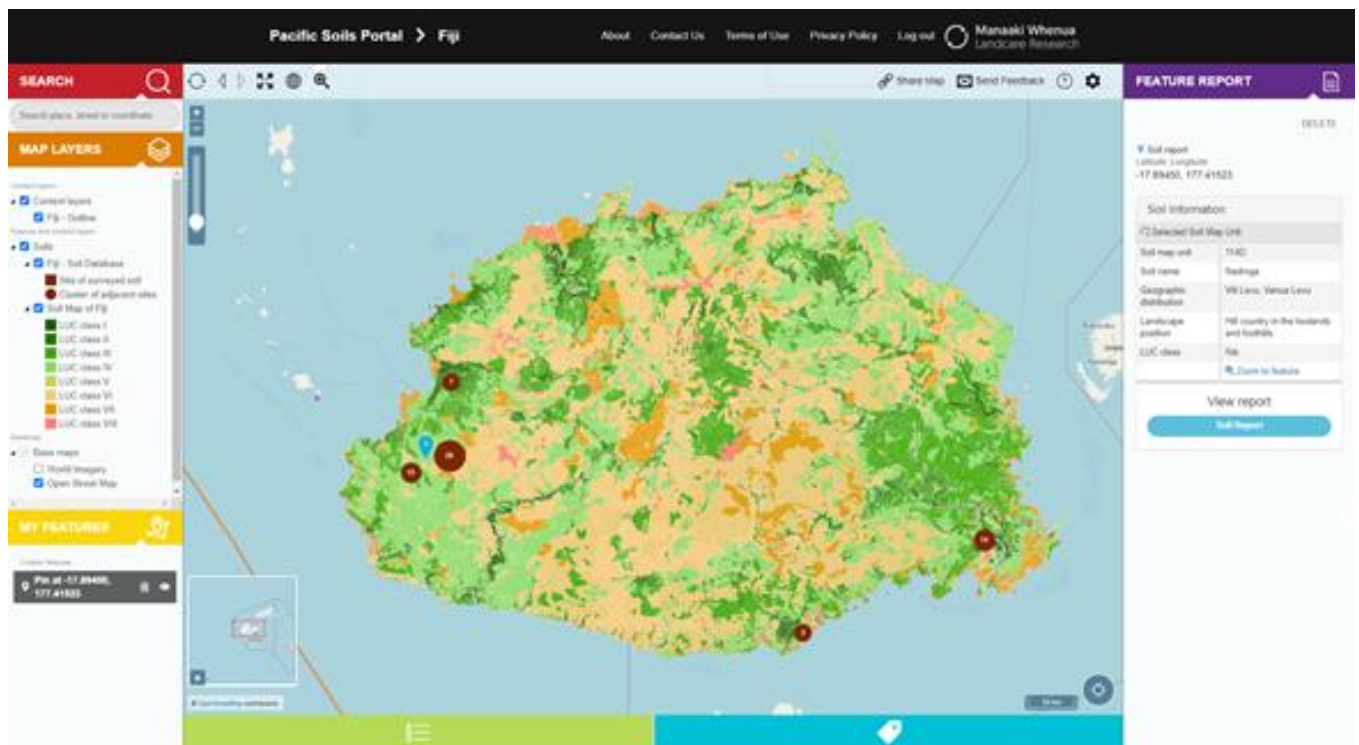 Pacific Soils Portal > Fiji
About Contact Us Terms of Use Privacy Policy Log out
Manaaki Whenua
Landcare Research
SEARCH
Search place, street or coordinate
MAP LAYERS
Context layers
Fiji - Outline
Soils
Fiji - Soil Database
Site of surveyed soil
Cluster of adjacent sites
Soil Map of Fiji
LUC class I
LUC class II
LUC class III
LUC class IV
LUC class V
LUC class VI
LUC class VII
LUC class VIII
Base maps
World Imagery
Open Street Map
MY FEATURES
Pin at -17.89450,
177.41523
Share Map Send Feedback
FEATURE REPORT
DELETE
Soil report
Latitude, Longitude
-17.89450, 177.41523
Soil Information
Selected Soil Map Unit
Soil map unit
Soil name
Geographic distribution Viti Levu, Vanua Levu
Landscape position Hill country in the lowlands and foothills
LUC class
Zoom to feature
View report
Soil Report